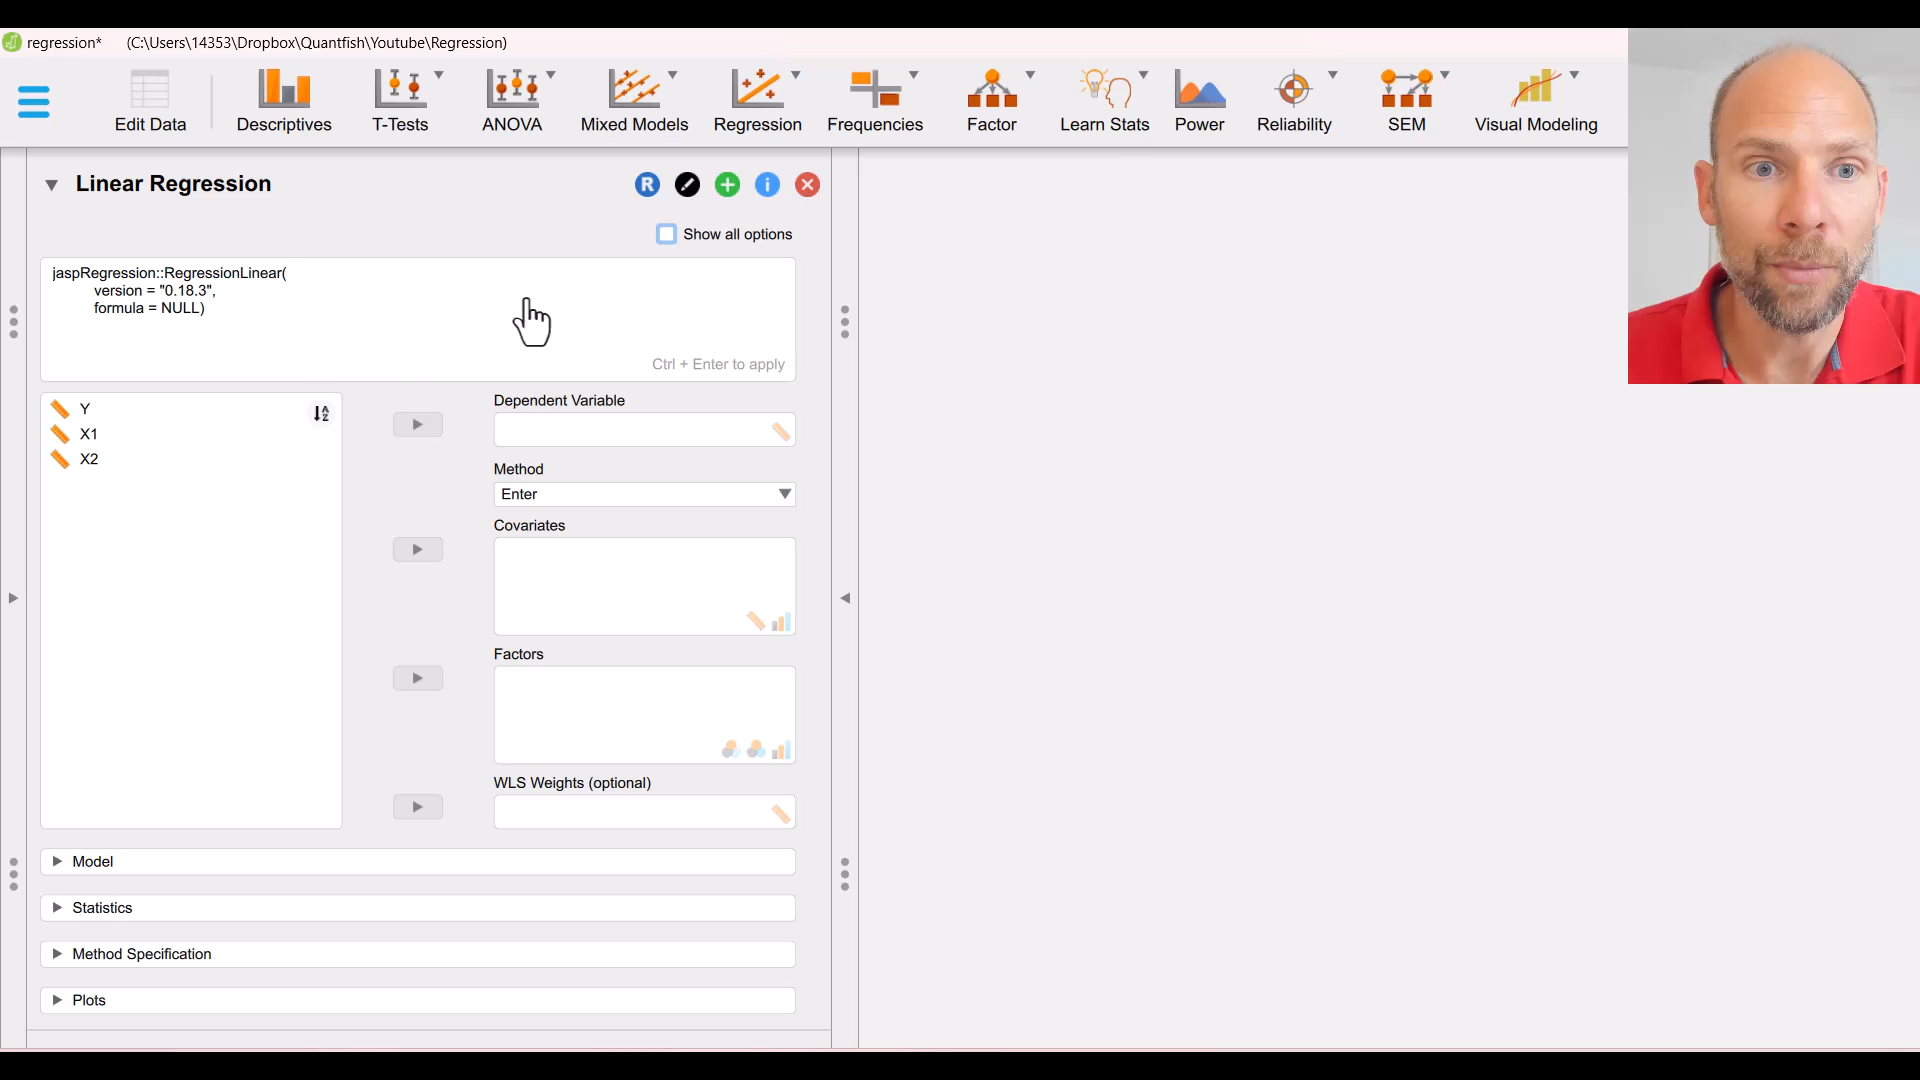 regression* (C:\Users\14353\Dropbox\Quantfish\Youtube\Regression)
Edit Data
Descriptives
T-Tests
ANOVA
Mixed Models
Regression
Frequencies
Factor
Learn Stats
Power
Reliability
SEM
Visual Modeling
Linear Regression
R
i
Show all options
jaspRegression::RegressionLinear(
version = "0.18.3",
formula = NULL)
Ctrl + Enter to apply
Y
X1
X2
A
Z
Dependent Variable
Method
Enter
Covariates
Factors
WLS Weights (optional)
Model
Statistics
Method Specification
Plots